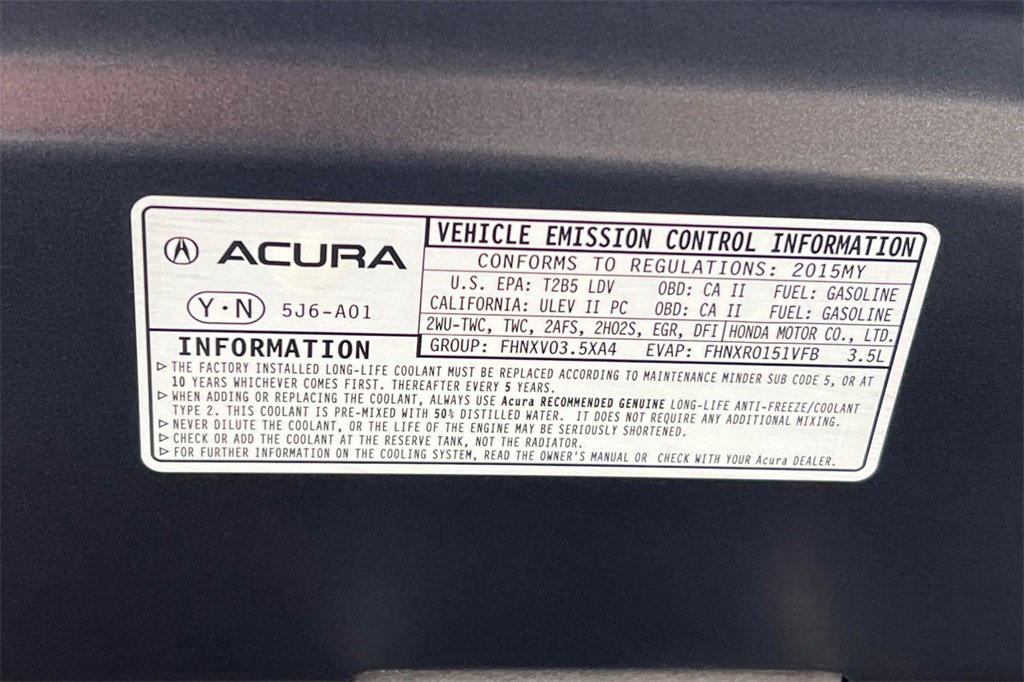 ACURA
Y·N 5J6-A01
VEHICLE EMISSION CONTROL INFORMATION
CONFORMS TO REGULATIONS: 2015MY
U.S. EPA: T2B5 LDV OBD: CA II FUEL: GASOLINE
CALIFORNIA: ULEV II PC OBD: CA II FUEL: GASOLINE
2WU-TWC, TWC, 2AFS, 2HO2S, EGR, DFI HONDA MOTOR CO., LTD.
GROUP: FHNXV03.5XA4 EVAP: FHNXR0151VFB 3.5L
INFORMATION
▷ THE FACTORY INSTALLED LONG-LIFE COOLANT MUST BE REPLACED ACCORDING TO MAINTENANCE MINDER SUB CODE 5, OR AT
10 YEARS WHICHEVER COMES FIRST. THEREAFTER EVERY 5 YEARS.
▷ WHEN ADDING OR REPLACING THE COOLANT, ALWAYS USE Acura RECOMMENDED GENUINE LONG-LIFE ANTI-FREEZE/COOLANT
TYPE 2. THIS COOLANT IS PRE-MIXED WITH 50% DISTILLED WATER. IT DOES NOT REQUIRE ANY ADDITIONAL MIXING.
▷ NEVER DILUTE THE COOLANT, OR THE LIFE OF THE ENGINE MAY BE SERIOUSLY SHORTENED.
▷ CHECK OR ADD THE COOLANT AT THE RESERVE TANK, NOT THE RADIATOR.
▷ FOR FURTHER INFORMATION ON THE COOLING SYSTEM, READ THE OWNER'S MANUAL OR CHECK WITH YOUR Acura DEALER.